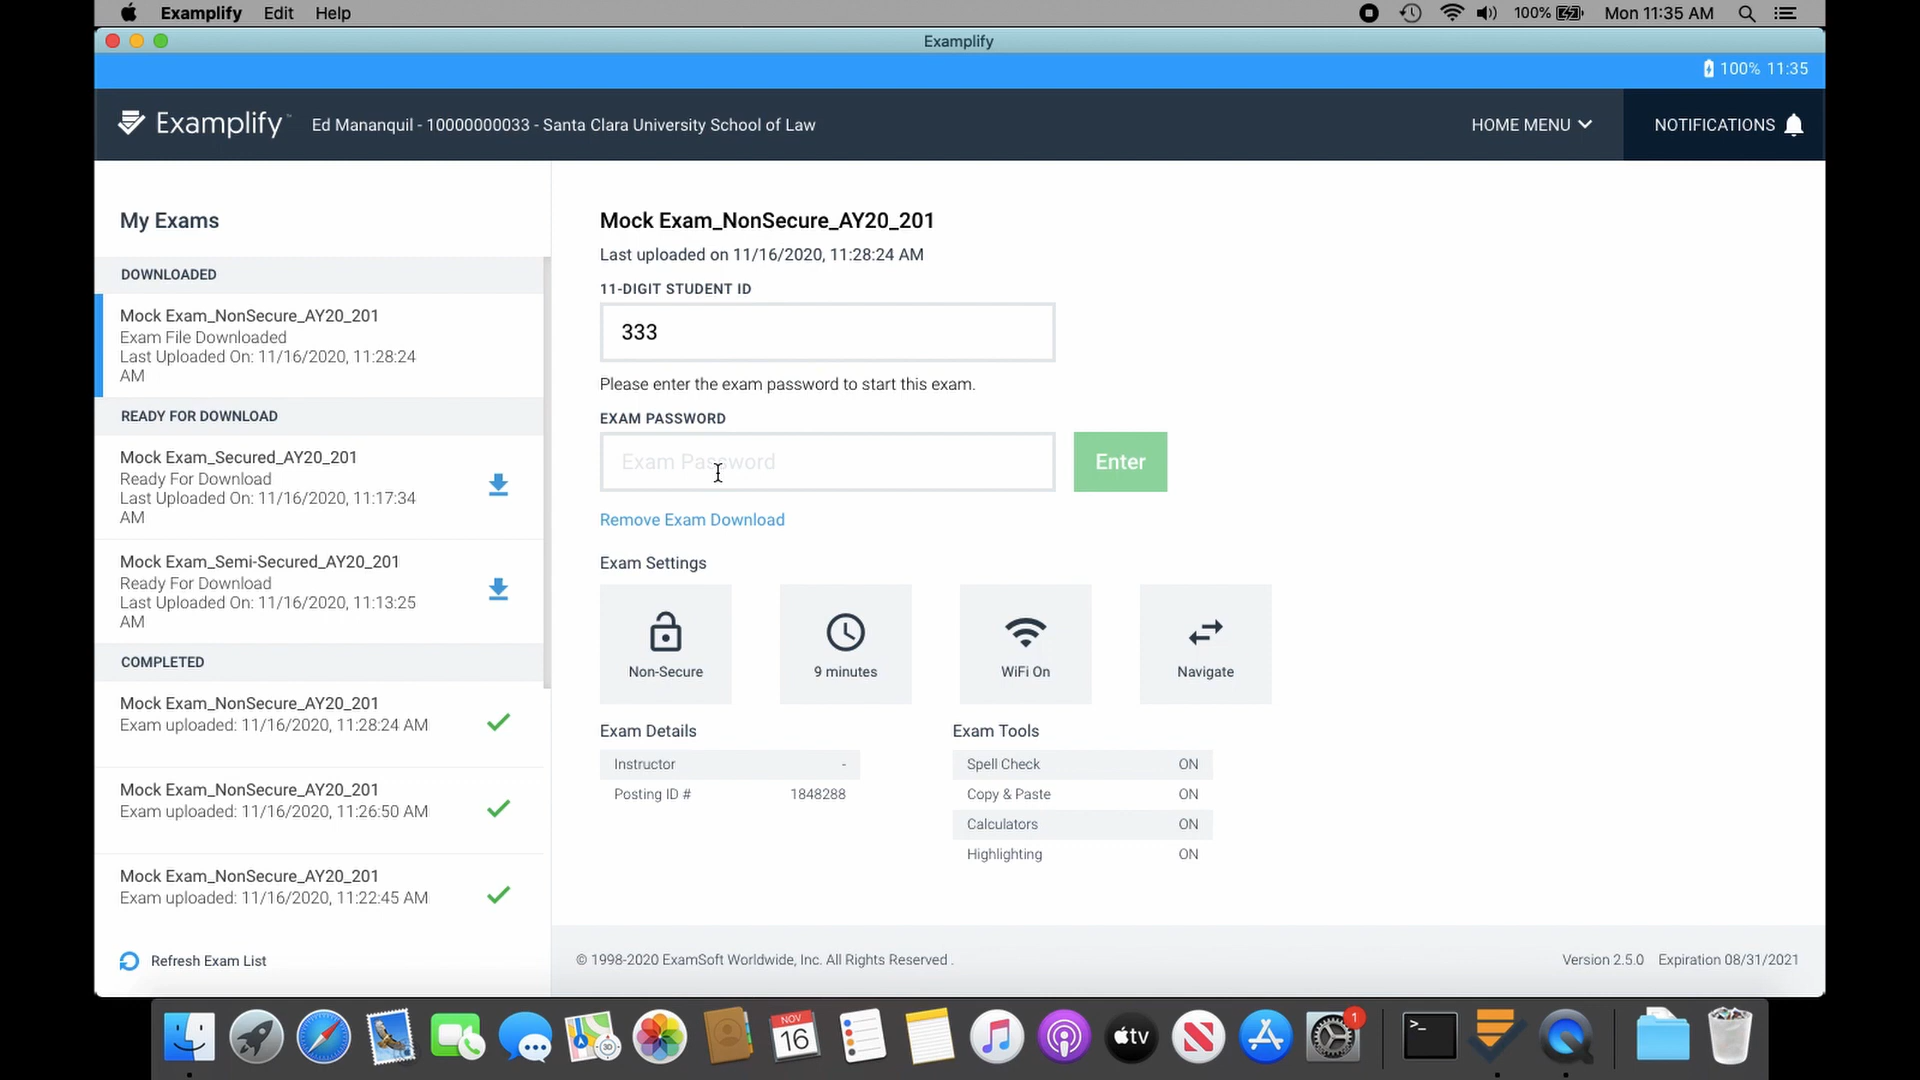 Examplify Edit Help
100% Mon 11:35 AM
Examplify
100% 11:35
Examplify Ed Mananquil - 10000000033 - Santa Clara University School of Law
HOME MENU
NOTIFICATIONS
My Exams
DOWNLOADED
Mock Exam_NonSecure_AY20_201
Exam File Downloaded
Last Uploaded On: 11/16/2020, 11:28:24
AM
READY FOR DOWNLOAD
Mock Exam_Secured_AY20_201
Ready For Download
Last Uploaded On: 11/16/2020, 11:17:34
AM
Mock Exam_Semi-Secured_AY20_201
Ready For Download
Last Uploaded On: 11/16/2020, 11:13:25
AM
COMPLETED
Mock Exam_NonSecure_AY20_201
Exam uploaded: 11/16/2020, 11:28:24 AM
Mock Exam_NonSecure_AY20_201
Exam uploaded: 11/16/2020, 11:26:50 AM
Mock Exam_NonSecure_AY20_201
Exam uploaded: 11/16/2020, 11:22:45 AM
Refresh Exam List
Mock Exam_NonSecure_AY20_201
Last uploaded on 11/16/2020, 11:28:24 AM
11-DIGIT STUDENT ID
333
Please enter the exam password to start this exam.
EXAM PASSWORD
Exam Password
Enter
Remove Exam Download
Exam Settings
Non-Secure
9 minutes
WiFi On
Navigate
Exam Details
Instructor -
Posting ID # 1848288
Exam Tools
Spell Check ON
Copy & Paste ON
Calculators ON
Highlighting ON
© 1998-2020 ExamSoft Worldwide, Inc. All Rights Reserved .
Version 2.5.0 Expiration 08/31/2021
3D
NOV
16
tv
1
>_